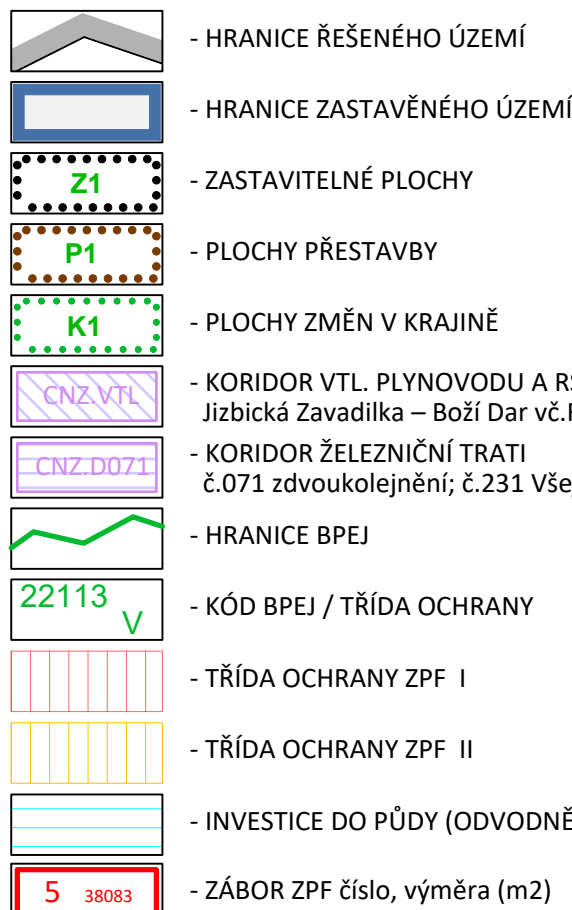 - HRANICE ŘEŠENÉHO ÚZEMÍ
- HRANICE ZASTAVĚNÉHO ÚZEMÍ
Z1 - ZASTAVITELNÉ PLOCHY
P1 - PLOCHY PŘESTAVBY
K1 - PLOCHY ZMĚN V KRAJINĚ
CNZ.VTL - KORIDOR VTL. PLYNOVODU A
Jizbická Zavadilka – Boží Dar
CNZ.D071 - KORIDOR ŽELEZNIČNÍ TRATI
č.071 zdvoukolejnění; č.231
- HRANICE BPEJ
22113
V - KÓD BPEJ / TŘÍDA OCHRANY
- TŘÍDA OCHRANY ZPF I
- TŘÍDA OCHRANY ZPF II
- INVESTICE DO PŮDY
5 38083 - ZÁBOR ZPF číslo, výměra (m2)